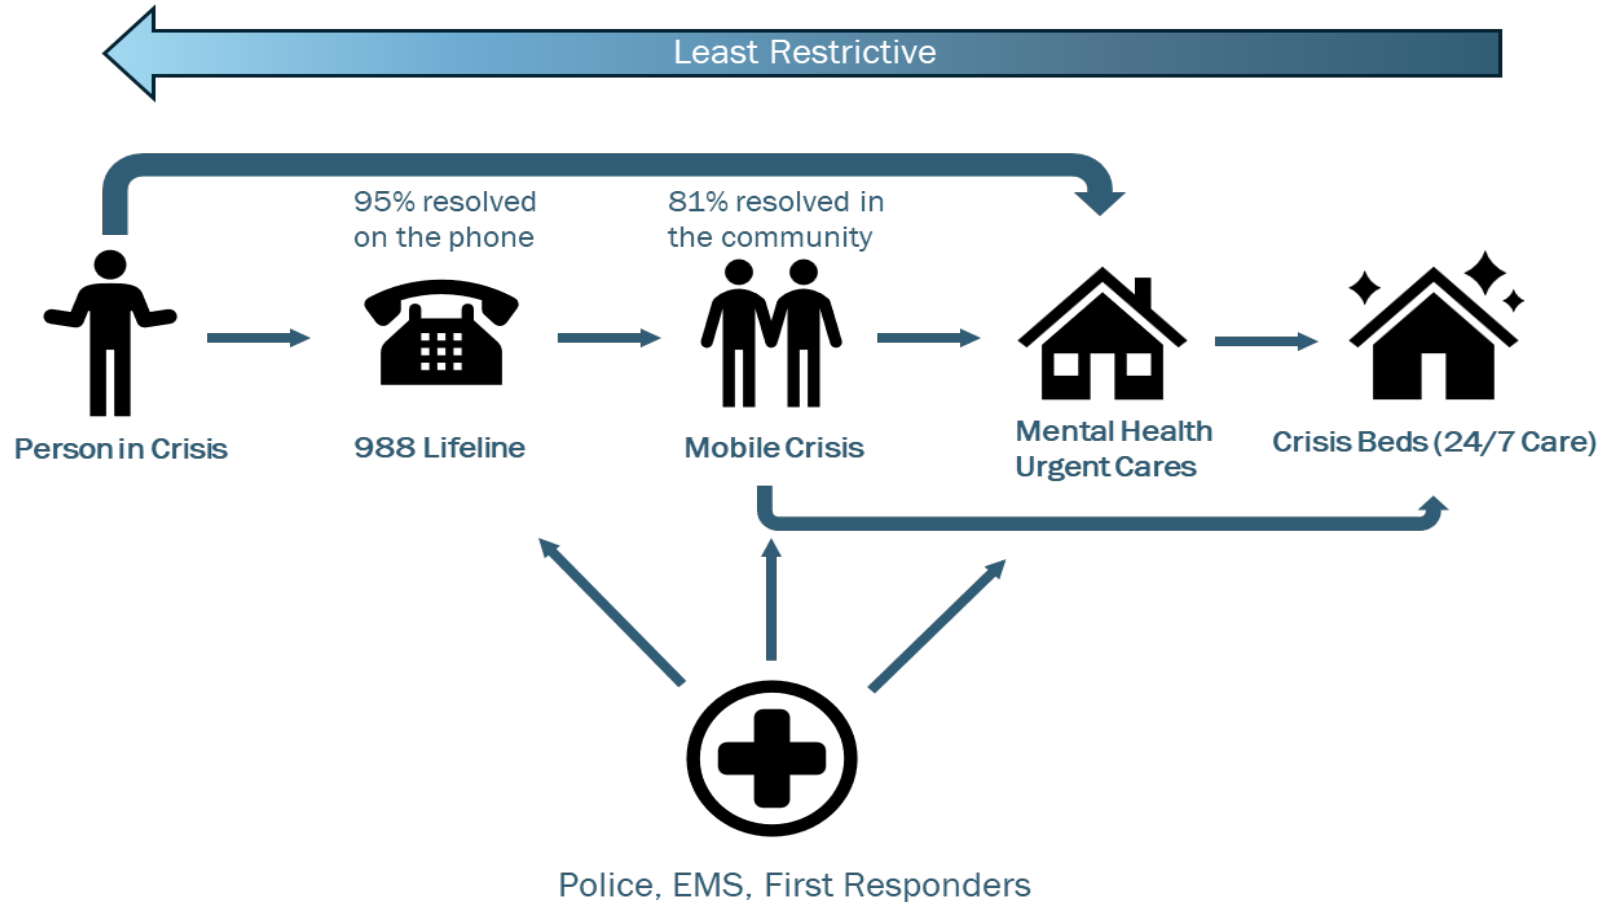 Least Restrictive
95% resolved
on the phone
81% resolved in
the community
Person in Crisis
988 Lifeline
Mobile Crisis
Mental Health
Urgent Cares
Crisis Beds (24/7 Care)
Police, EMS, First Responders